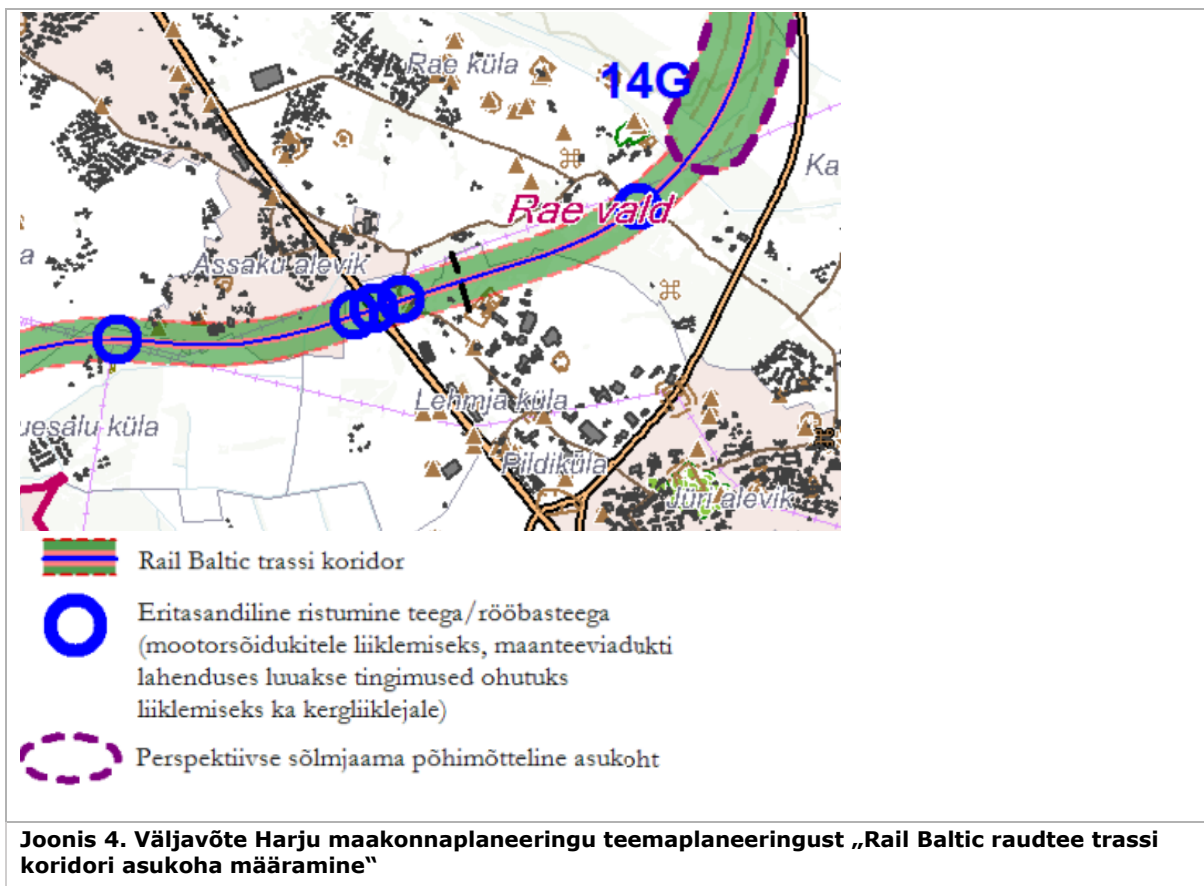 Rae küla
14G
Ka
Rae vald
a
Assaku alevik
Lehmja küla
uesalu küla
Pildiküla
Jüri alevik
Rail Baltic trassi koridor
Eritasandiline ristumine teega/rööbasteega
(mootorsõidukitele liiklemiseks, maanteeviadukti
lahenduses luuakse tingimused ohutuks
liiklemiseks ka kergliiklejale)
Perspektiivse sõlmjaama põhimõtteline asukoht
Joonis 4. Väljavõte Harju maakonnaplaneeringu teemaplaneeringust „Rail Baltic raudtee trassi
koridori asukoha määramine“